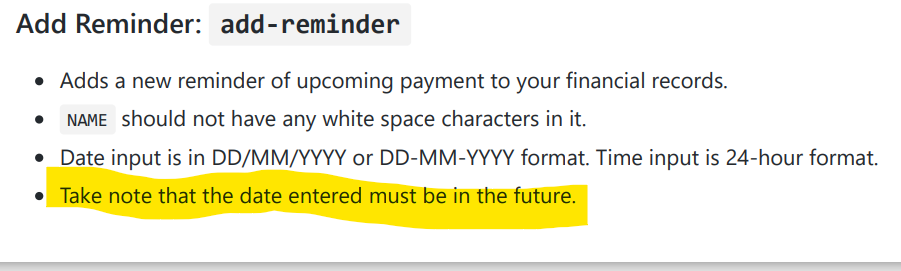 Add Reminder: add-reminder
Adds a new reminder of upcoming payment to your financial records.
NAME should not have any white space characters in it.
Date input is in DD/MM/YYYY or DD-MM-YYYY format. Time input is 24-hour format.
Take note that the date entered must be in the future.